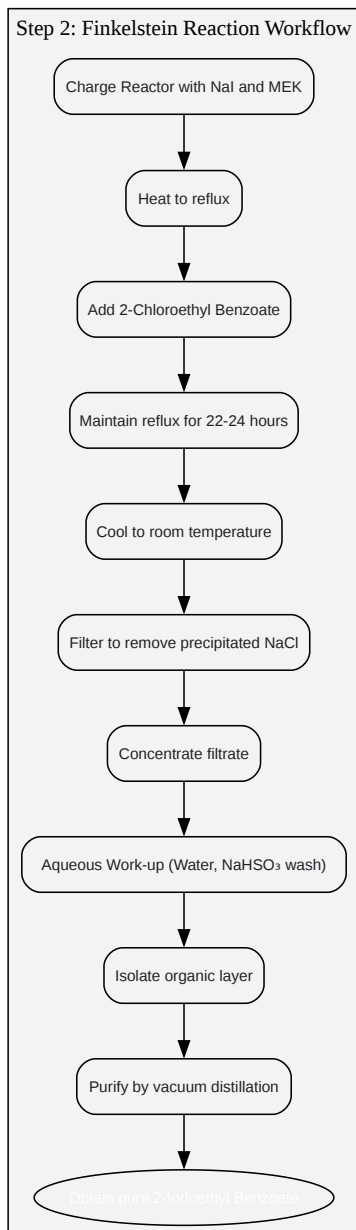 Step 2: Finkelstein Reaction Workflow
Charge Reactor with NaI and MEK
Heat to reflux
Add 2-Chloroethyl Benzoate
Maintain reflux for 22-24 hours
Cool to room temperature
Filter to remove precipitated NaCl
Concentrate filtrate
Aqueous Work-up (Water, NaHSO₃ wash)
Isolate organic layer
Purify by vacuum distillation
Obtain pure 2-Iodoethyl Benzoate